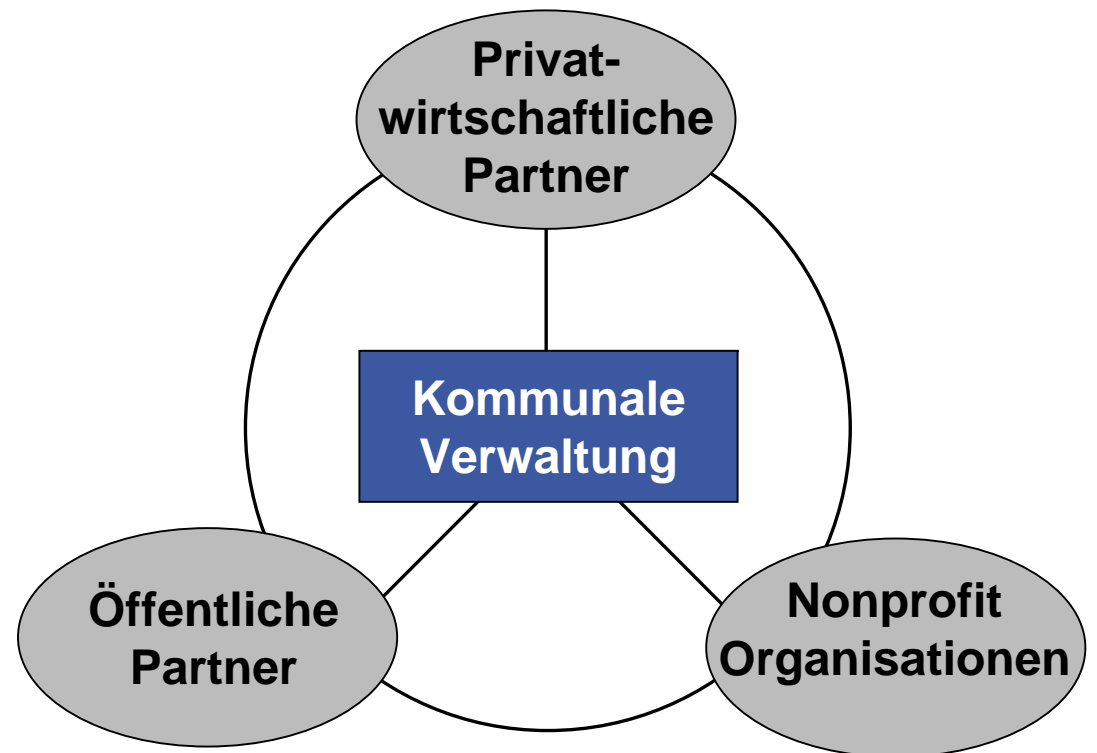 Privat-
wirtschaftliche
Partner
Kommunale
Verwaltung
Öffentliche
Partner
Nonprofit
Organisationen